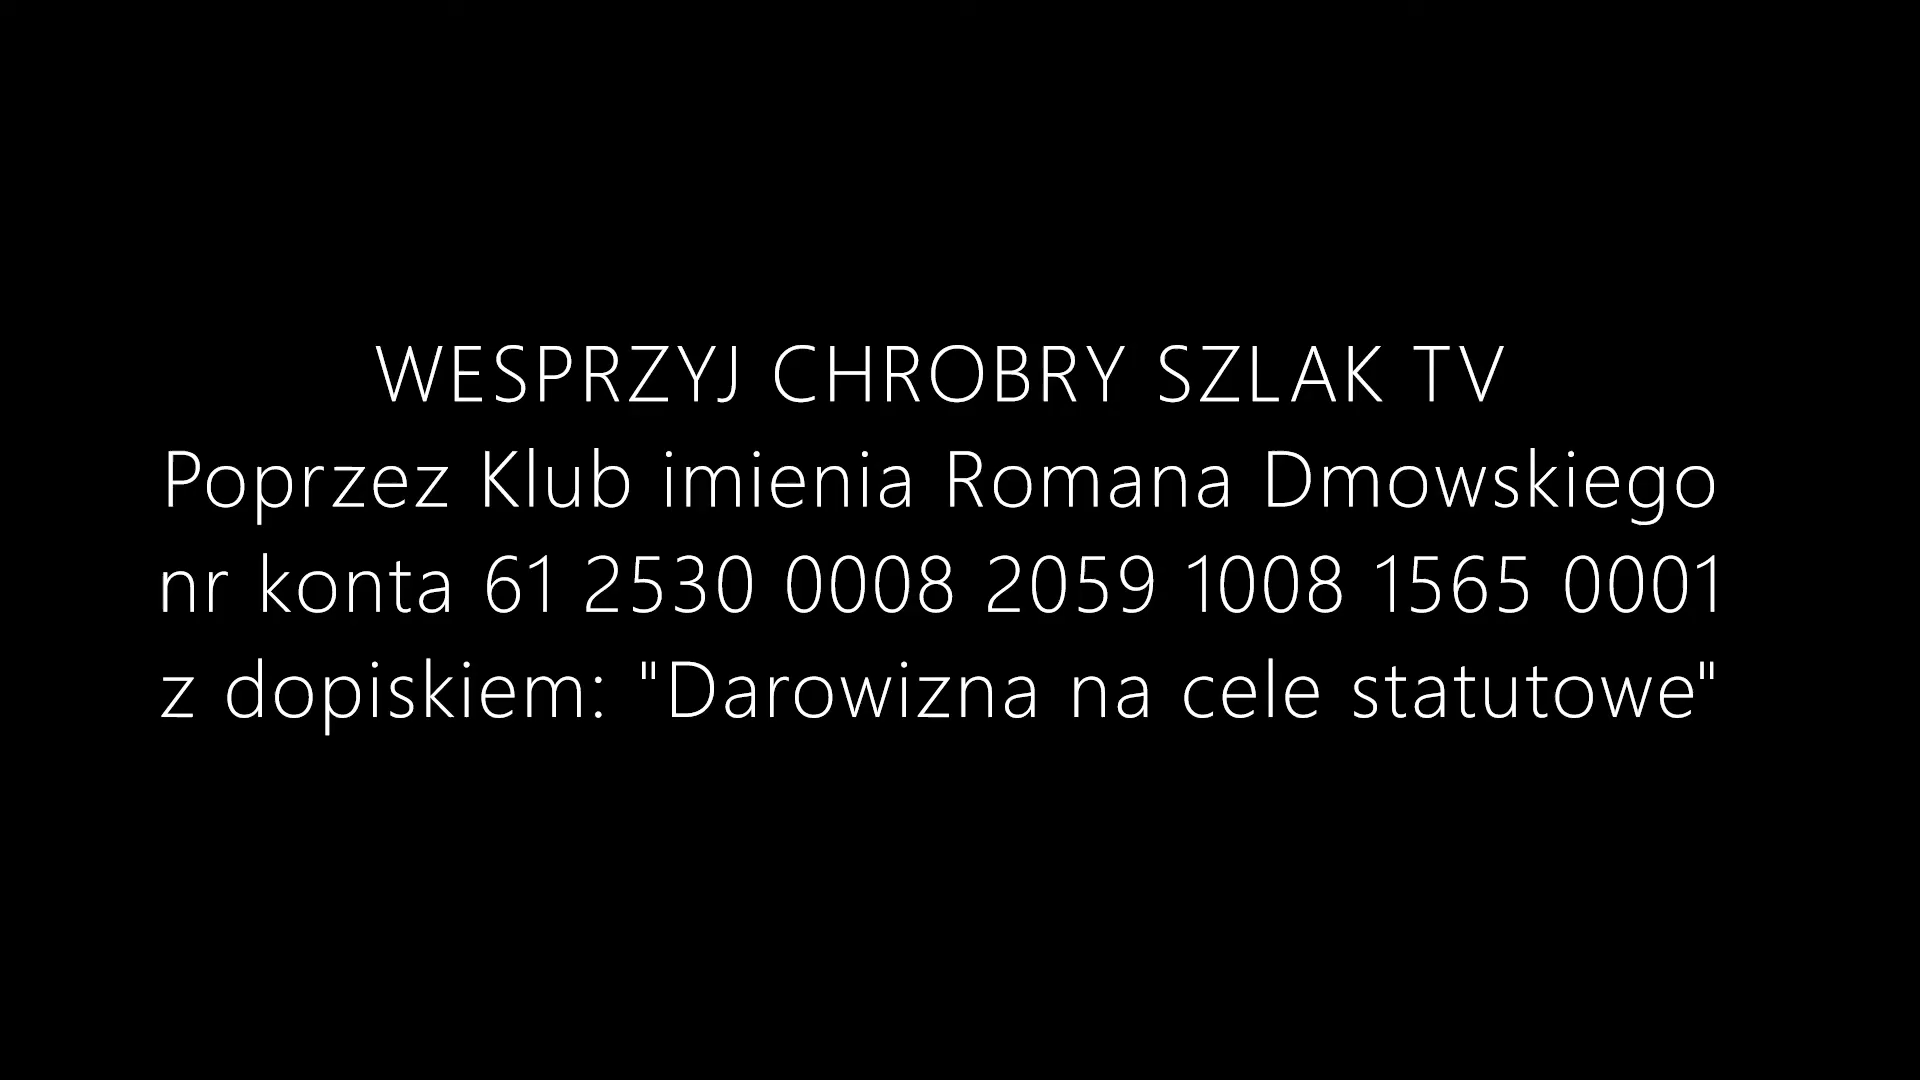 WESPRZYJ CHROBRY SZLAK TV
Poprzez Klub imienia Romana Dmowskiego
nr konta 61 2530 0008 2059 1008 1565 0001
z dopiskiem: "Darowizna na cele statutowe"